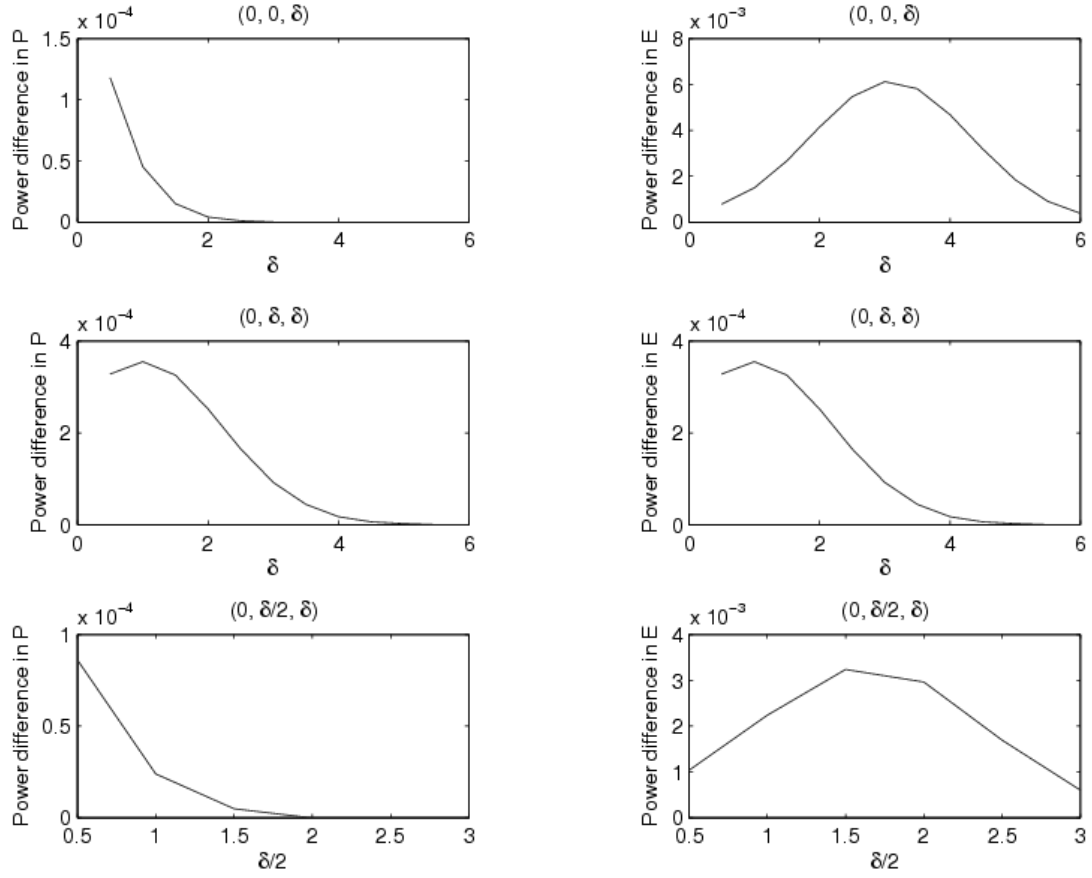 x 10⁻⁴
(0, 0, δ)
1.5
1
0.5
0
0 2 4 6
Power difference in P
δ
x 10⁻³
(0, 0, δ)
8
6
4
2
0
0 2 4 6
Power difference in E
δ
x 10⁻⁴
(0, δ, δ)
4
2
0
0 2 4 6
Power difference in P
δ
x 10⁻⁴
(0, δ, δ)
4
2
0
0 2 4 6
Power difference in E
δ
x 10⁻⁴
(0, δ/2, δ)
1
0.5
0
0.5 1 1.5 2 2.5 3
Power difference in P
δ/2
x 10⁻³
(0, δ/2, δ)
4
3
2
1
0
0.5 1 1.5 2 2.5 3
Power difference in E
δ/2